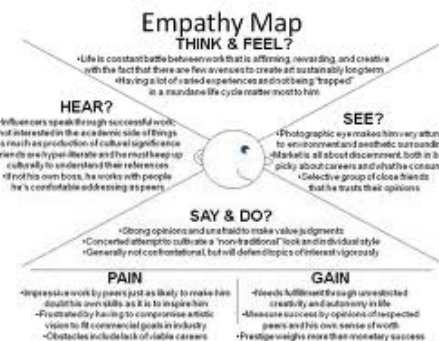 Empathy Map
THINK & FEEL?
•Life is constant battle between work that is affirming, rewarding, and creative
with the fact that there are few avenues to create art sustainably long term
•Having a lot of varied experiences and not being "trapped"
in a mundane life cycle matter most to him
HEAR?
•Influencers speak through successful work;
not interested in the academic side of things
as much as production of cultural significance
friends are hyper-literate and he must keep up
culturally to understand their references
•If not his own boss, he works with people
he's comfortable addressing as peers
SEE?
•Photographic eye makes him very attun
to environment and aesthetic surroundin
•Market is all about discernment, both in b
picky about careers and what he consum
•Selective group of close friends
that he trusts their opinions
SAY & DO?
•Strong opinions and unafraid to make value judgments
•Concerted attempt to cultivate a "non-traditional" look and individual style
•Generally not confrontational, but will defend topics of interest vigorously
PAIN
•Impressive work by peers just as likely to make him
doubt his own skills as it is to inspire him
•Frustrated by having to compromise artistic
vision to fit commercial goals in industry
•Obstacles include lack of viable careers
GAIN
•Needs fulfillment through unrestricted
creativity and autonomy in life
•Measure success by opinions of respected
peers and his own sense of worth
•Prestige weighs more than monetary success